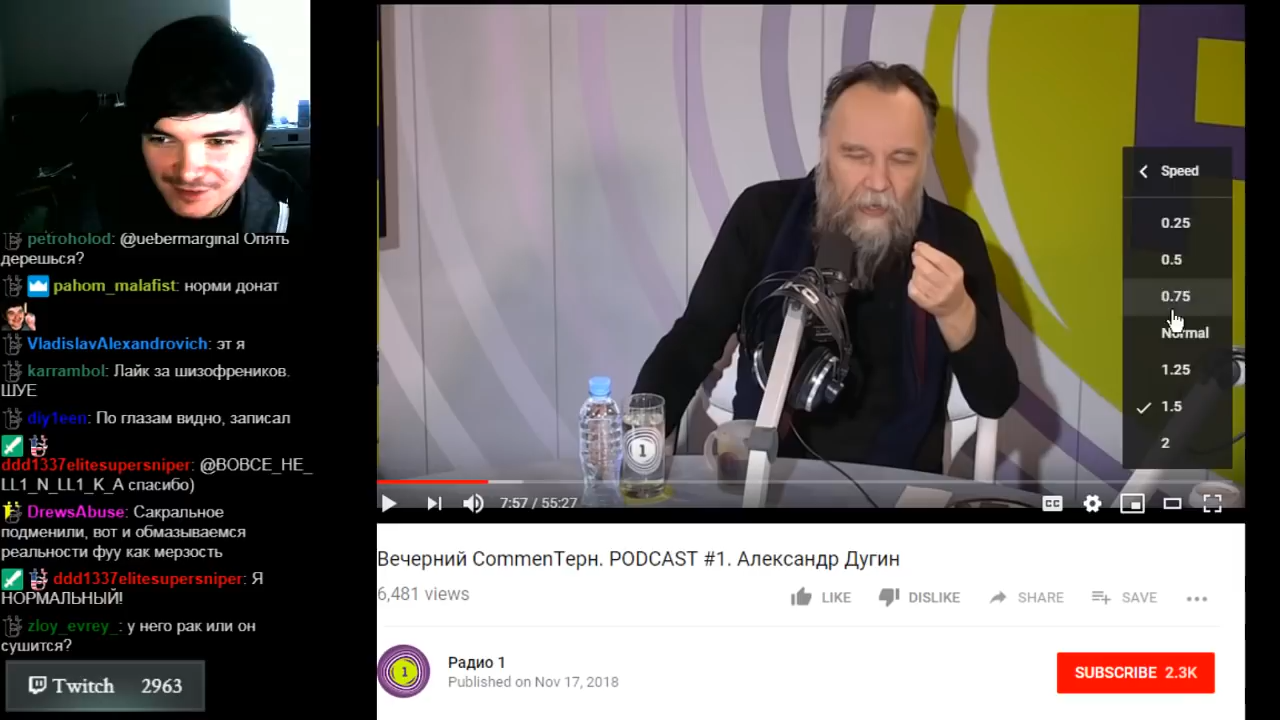 petroholod: @uebermarginal Опять
дерешься?
pahom_malafist: норми донат
VladislavAlexandrovich: эт я
karrambol: Лайк за шизофреников.
ШУЕ
diy1een: По глазам видно, записал
ddd1337elitesupersniper: @ВОВСЕ_НЕ_
LL1_N_LL1_K_A спасибо)
DrewsAbuse: Сакральное
подменили, вот и обмазываемся
реальности фуу как мерзость
ddd1337elitesupersniper: Я
НОРМАЛЬНЫЙ!
zloy_evrey_: у него рак или он
сушится?
Twitch 2963
Speed
0.25
0.5
0.75
Normal
1.25
1.5
2
1
7:57 / 55:27
CC
Вечерний CommenTерн. PODCAST #1. Александр Дугин
6,481 views
LIKE DISLIKE SHARE SAVE
1
Радио 1
Published on Nov 17, 2018
SUBSCRIBE 2.3K